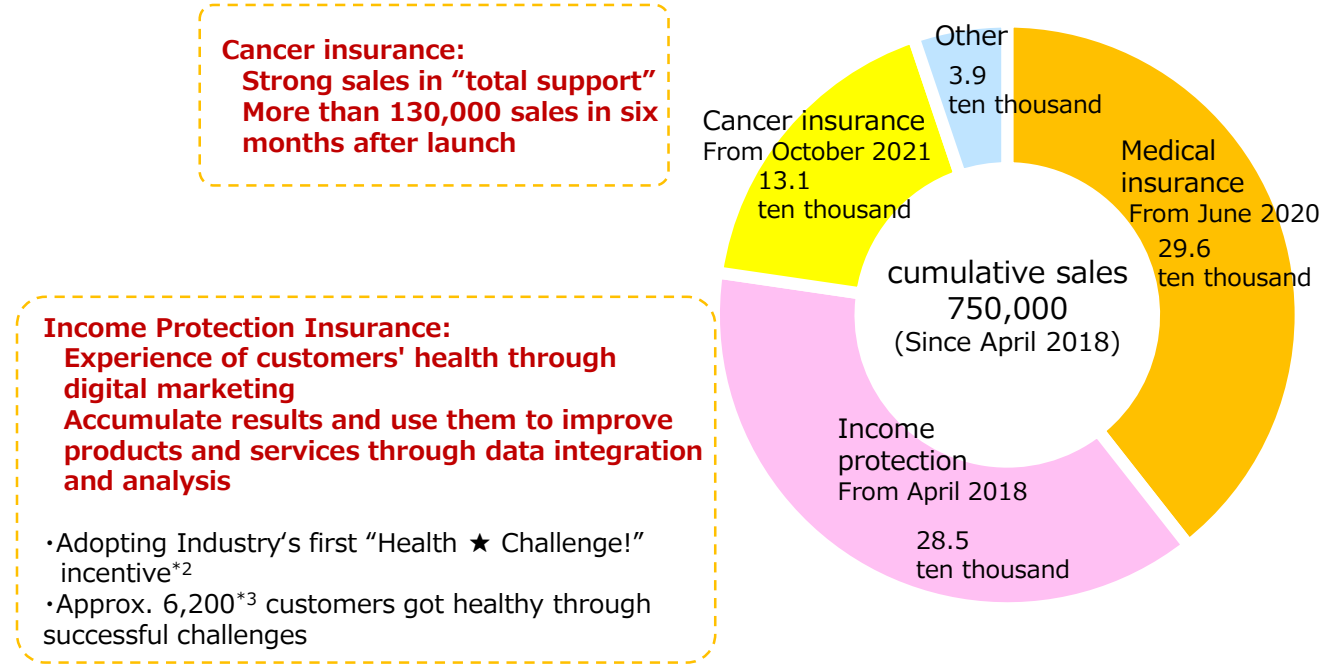 Cancer insurance:
Strong sales in “total support”
More than 130,000 sales in six
months after launch
Income Protection Insurance:
Experience of customers' health through
digital marketing
Accumulate results and use them to improve
products and services through data integration
and analysis
・Adopting Industry‘s first “Health ★ Challenge!”
incentive*2
・Approx. 6,200*3 customers got healthy through
successful challenges
Other
3.9
ten thousand
Cancer insurance
From October 2021
13.1
ten thousand
Medical
insurance
From June 2020
29.6
ten thousand
cumulative sales
750,000
(Since April 2018)
Income
protection
From April 2018
28.5
ten thousand